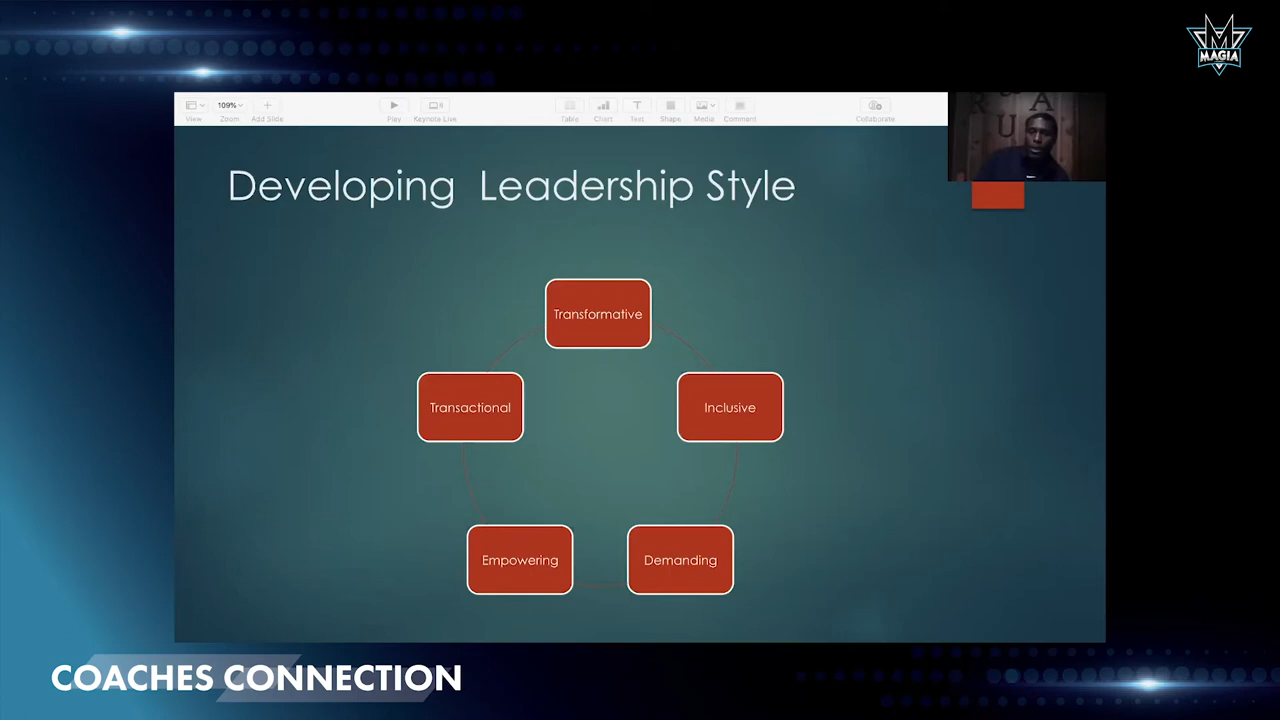 MAGIA
109%
View
Zoom
Add Slide
Play
Keynote Live
Table
Chart
Text
Shape
Media
Comment
Collaborate
R
A
U
Developing Leadership Style
Transformative
Transactional
Inclusive
Empowering
Demanding
COACHES CONNECTION